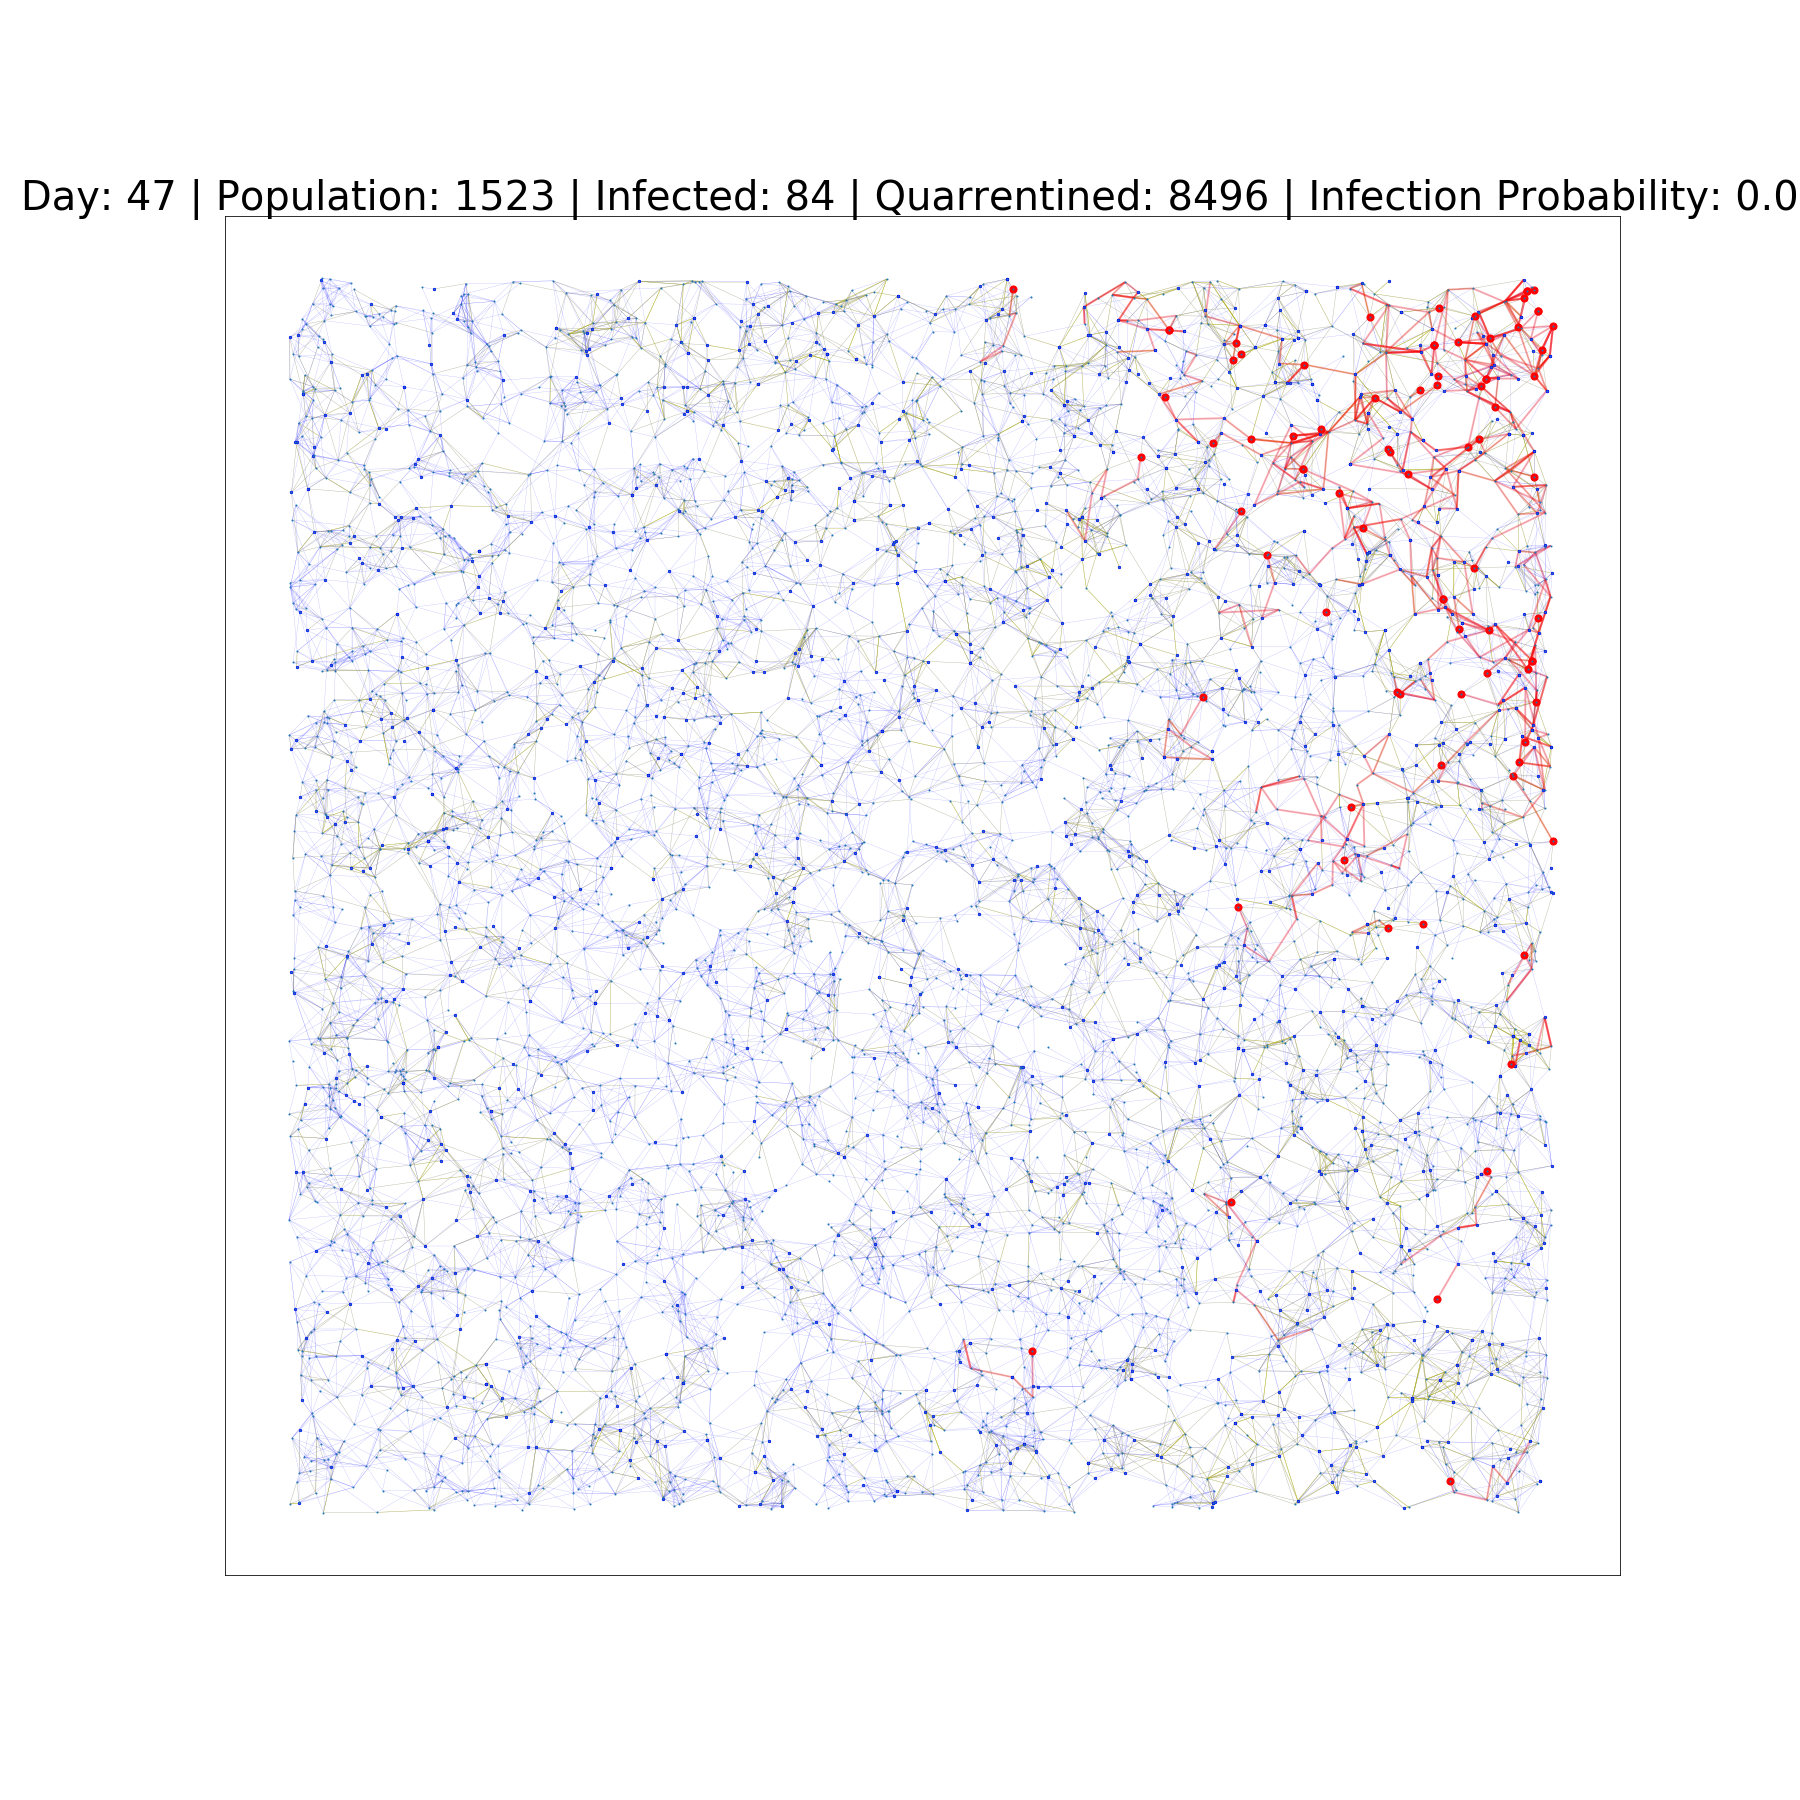 Day: 47 | Population: 1523 | Infected: 84 | Quarrentined: 8496 | Infection Probability: 0.0